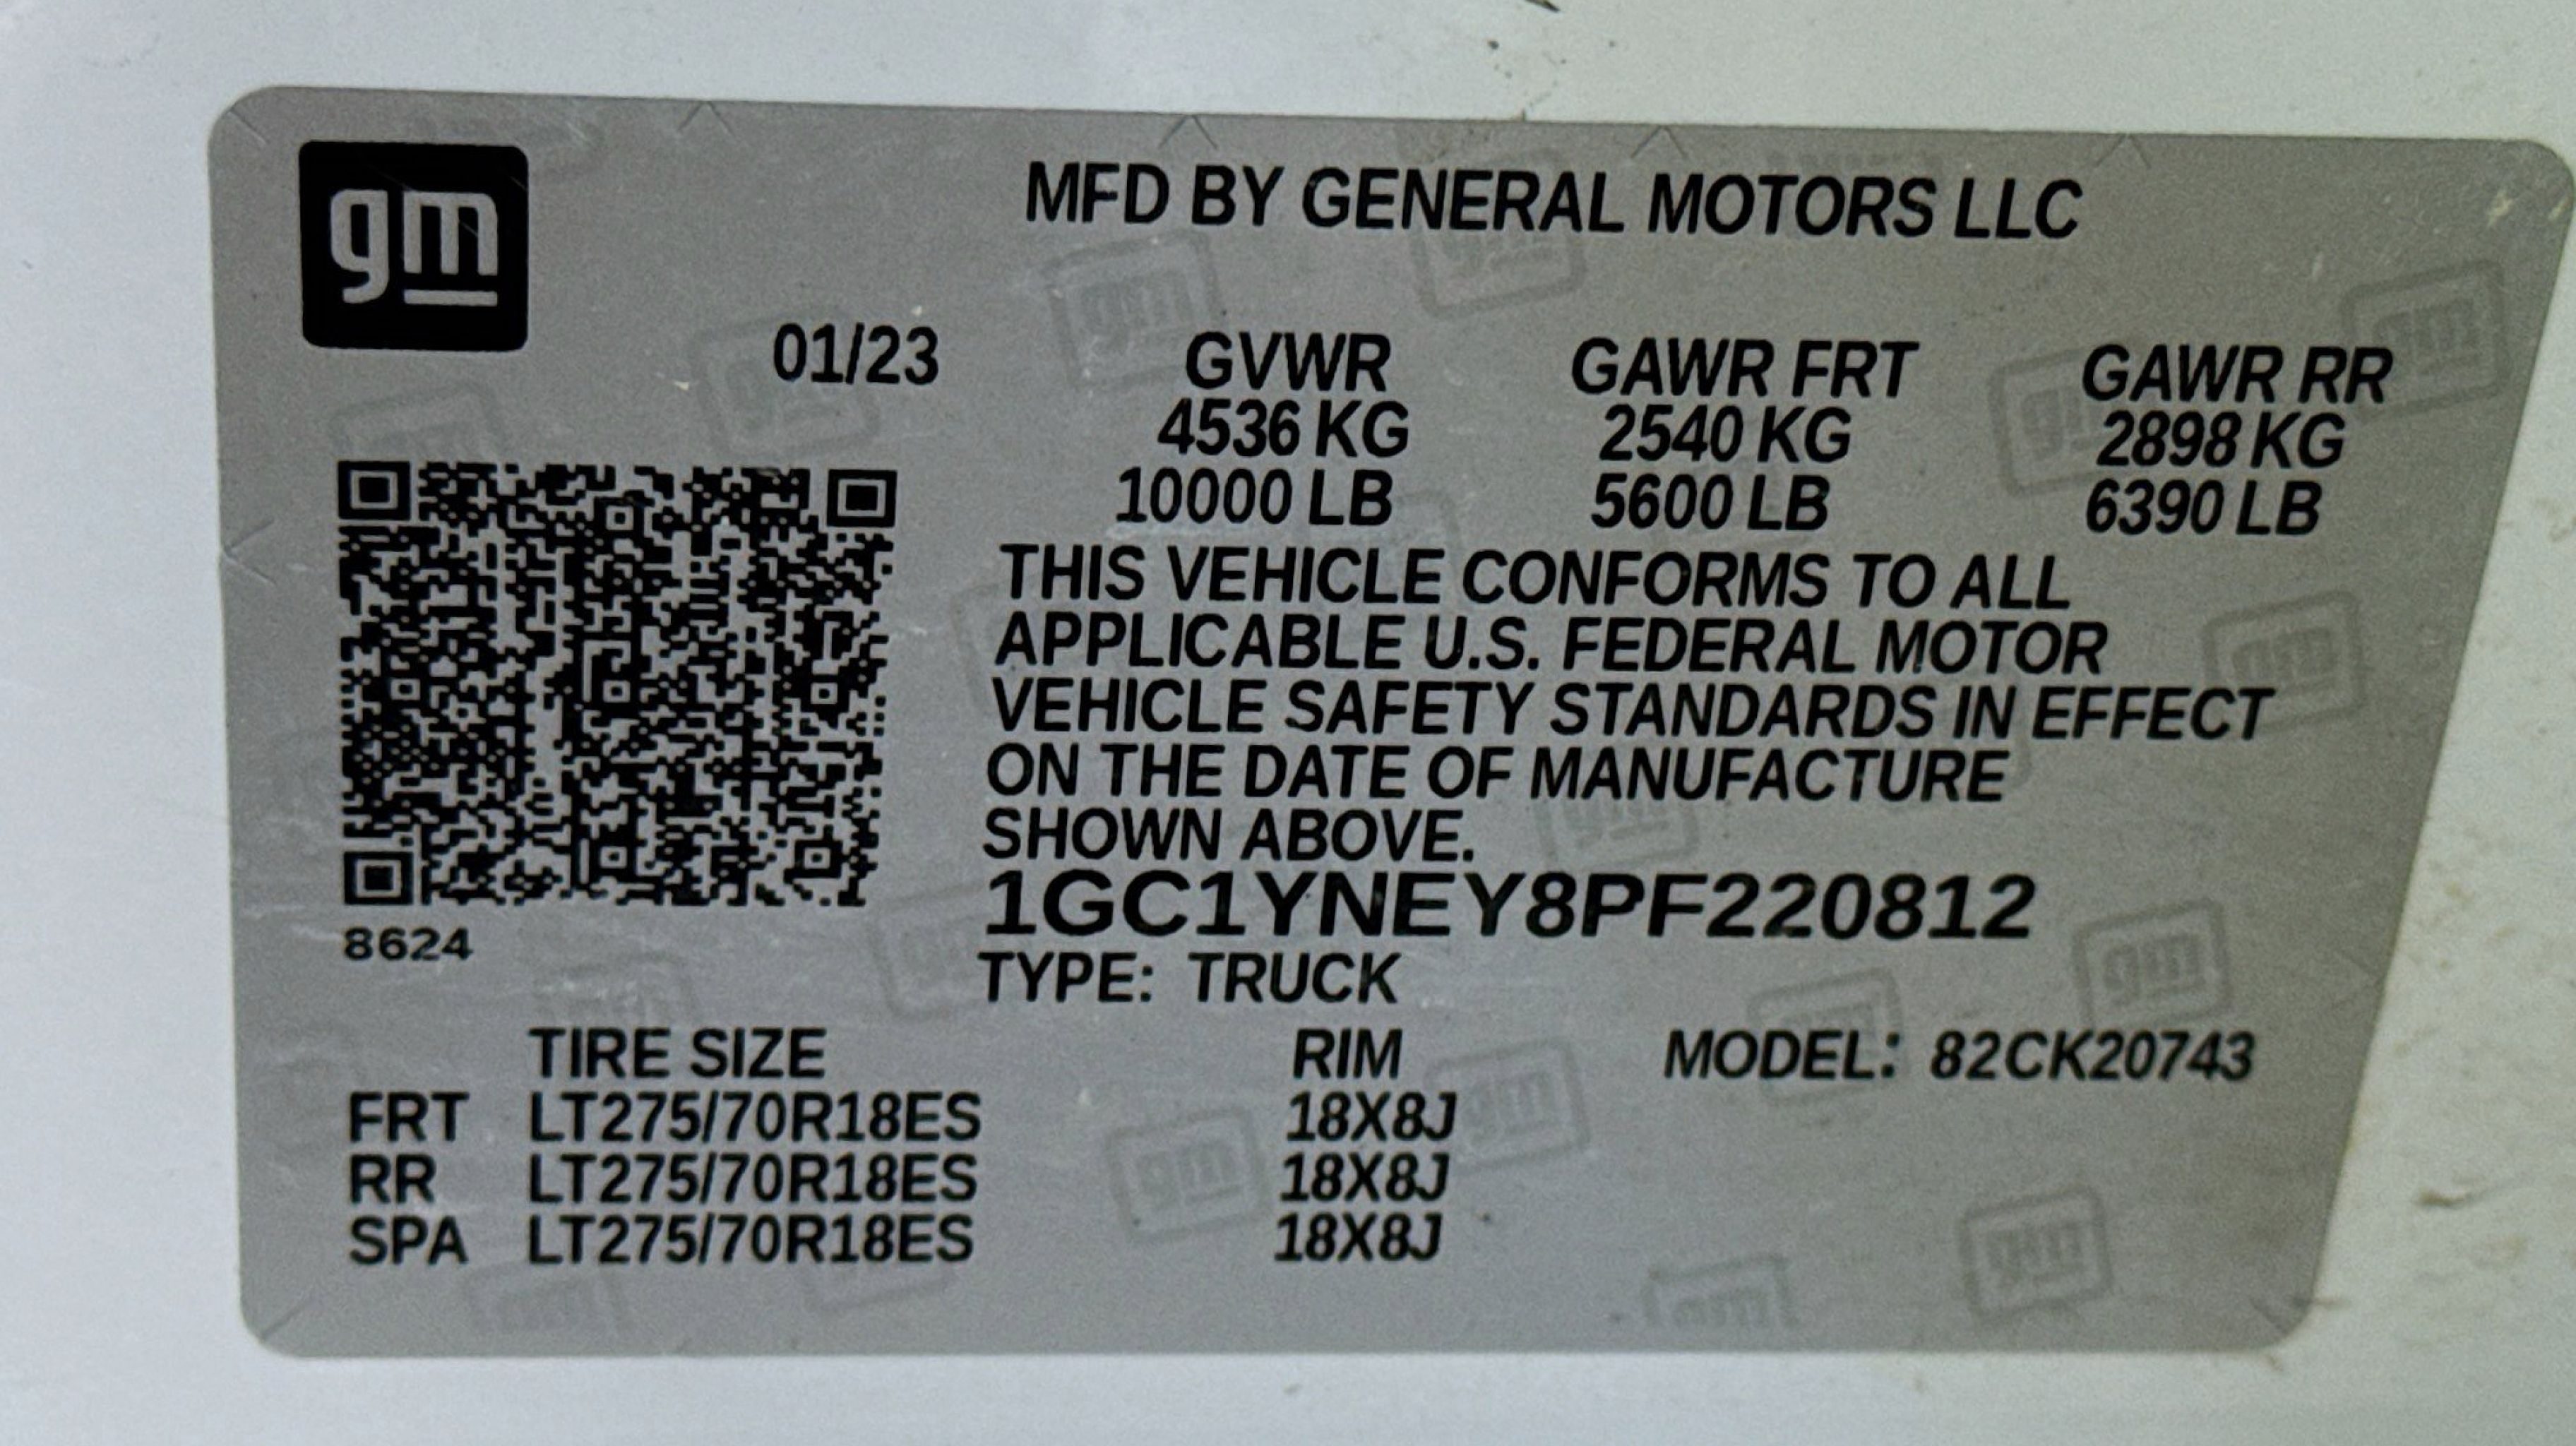 gm
MFD BY GENERAL MOTORS LLC
01/23
GVWR GAWR FRT GAWR RR
4536 KG 2540 KG 2898 KG
10000 LB 5600 LB 6390 LB
THIS VEHICLE CONFORMS TO ALL
APPLICABLE U.S. FEDERAL MOTOR
VEHICLE SAFETY STANDARDS IN EFFECT
ON THE DATE OF MANUFACTURE
SHOWN ABOVE.
1GC1YNEY8PF220812
8624
TYPE: TRUCK
TIRE SIZE RIM MODEL: 82CK20743
FRT LT275/70R18ES 18X8J
RR LT275/70R18ES 18X8J
SPA LT275/70R18ES 18X8J